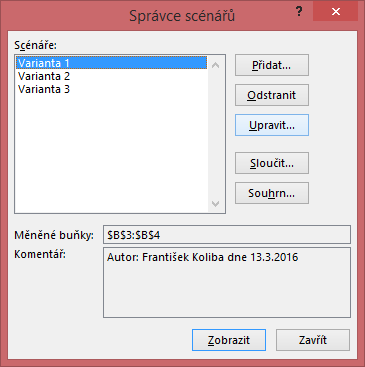 Správce scénářů
?
Scénáře:
Varianta 1
Varianta 2
Varianta 3
Přidat...
Odstranit
Upravit...
Sloučit...
Souhrn...
Měněné buňky: $B$3:$B$4
Komentář: Autor: František Koliba dne 13.3.2016
Zobrazit
Zavřít